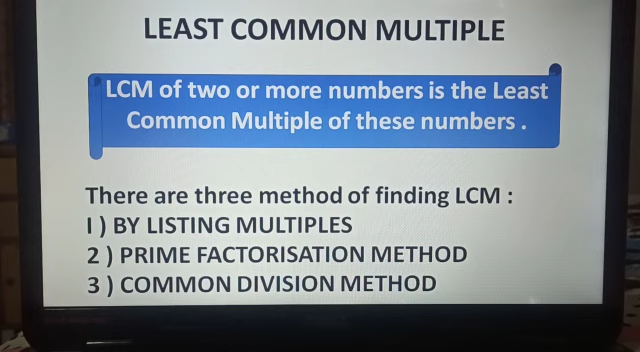 LEAST COMMON MULTIPLE
LCM of two or more numbers is the Least
Common Multiple of these numbers .
There are three method of finding LCM :
I ) BY LISTING MULTIPLES
2 ) PRIME FACTORISATION METHOD
3 ) COMMON DIVISION METHOD